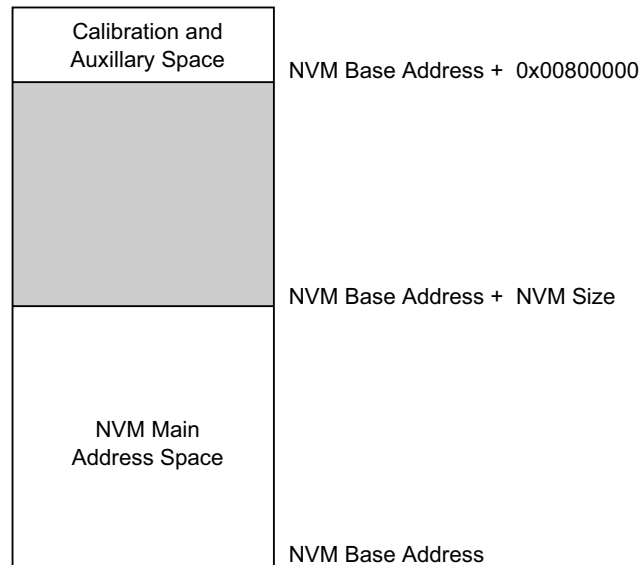 Calibration and
Auxillary Space
NVM Base Address + 0x00800000
NVM Base Address + NVM Size
NVM Main
Address Space
NVM Base Address